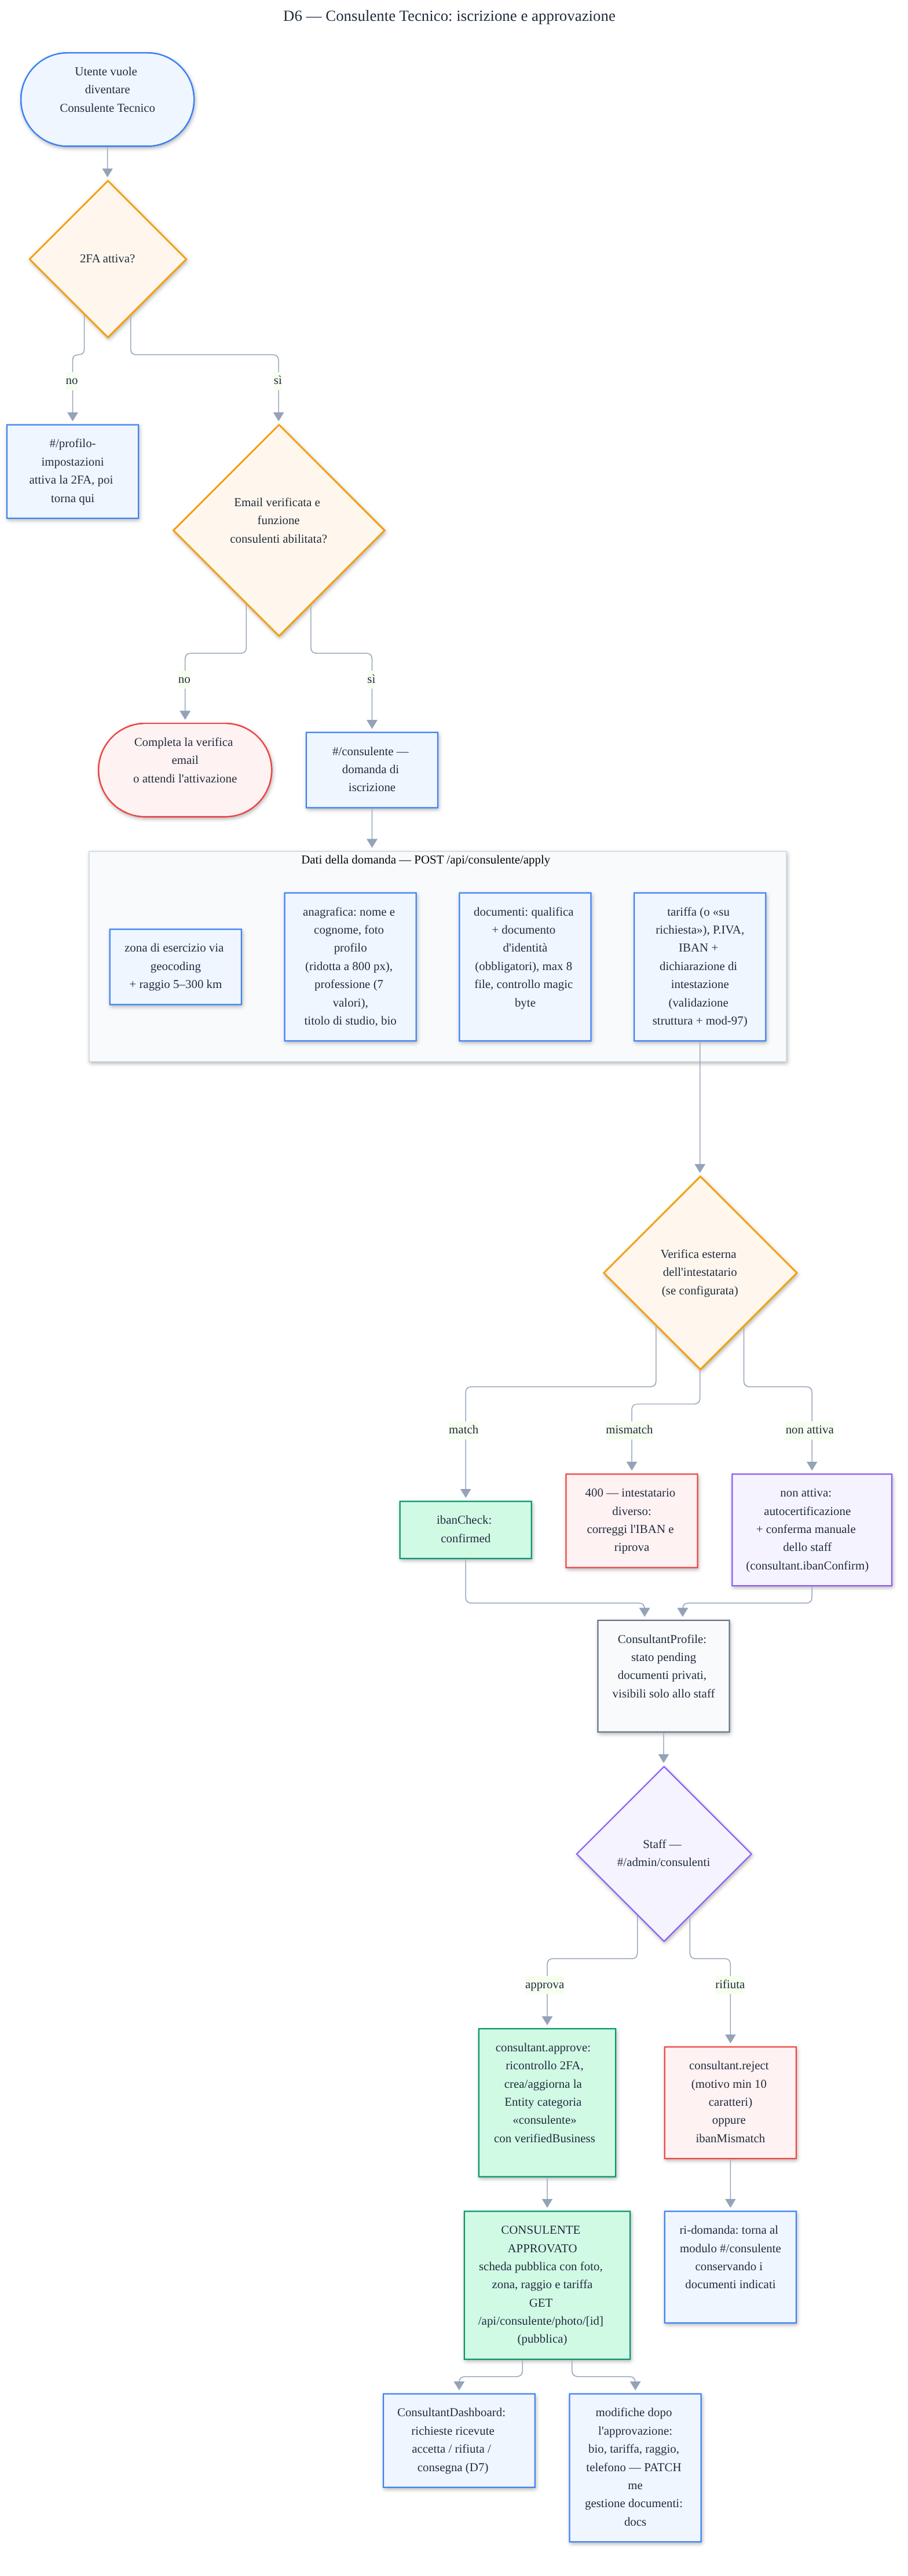 D6 — Consulente Tecnico: iscrizione e approvazione
Utente vuole
diventare
Consulente Tecnico
2FA attiva?
no
sì
#/profilo-
impostazioni
attiva la 2FA, poi
torna qui
Email verificata e
funzione
consulenti abilitata?
no
sì
Completa la verifica
email
o attendi l'attivazione
#/consulente —
domanda di
iscrizione
Dati della domanda — POST /api/consulente/apply
zona di esercizio via
geocoding
+ raggio 5–300 km
anagrafica: nome e
cognome, foto
profilo
(ridotta a 800 px),
professione (7
valori),
titolo di studio, bio
documenti: qualifica
+ documento
d'identità
(obbligatori), max 8
file, controllo magic
byte
tariffa (o «su
richiesta»), P.IVA,
IBAN +
dichiarazione di
intestazione
(validazione
struttura + mod-97)
Verifica esterna
dell'intestatario
(se configurata)
match
mismatch
non attiva
ibanCheck:
confirmed
400 — intestatario
diverso:
correggi l'IBAN e
riprova
non attiva:
autocertificazione
+ conferma manuale
dello staff
(consultant.ibanConfirm)
ConsultantProfile:
stato pending
documenti privati,
visibili solo allo staff
Staff —
#/admin/consulenti
approva
rifiuta
consultant.approve:
ricontrollo 2FA,
crea/aggiorna la
Entity categoria
«consulente»
con verifiedBusiness
consultant.reject
(motivo min 10
caratteri)
oppure
ibanMismatch
CONSULENTE
APPROVATO
scheda pubblica con foto,
zona, raggio e tariffa
GET
/api/consulente/photo/[id]
(pubblica)
ri-domanda: torna al
modulo #/consulente
conservando i
documenti indicati
ConsultantDashboard:
richieste ricevute
accetta / rifiuta /
consegna (D7)
modifiche dopo
l'approvazione:
bio, tariffa, raggio,
telefono — PATCH
me
gestione documenti:
docs